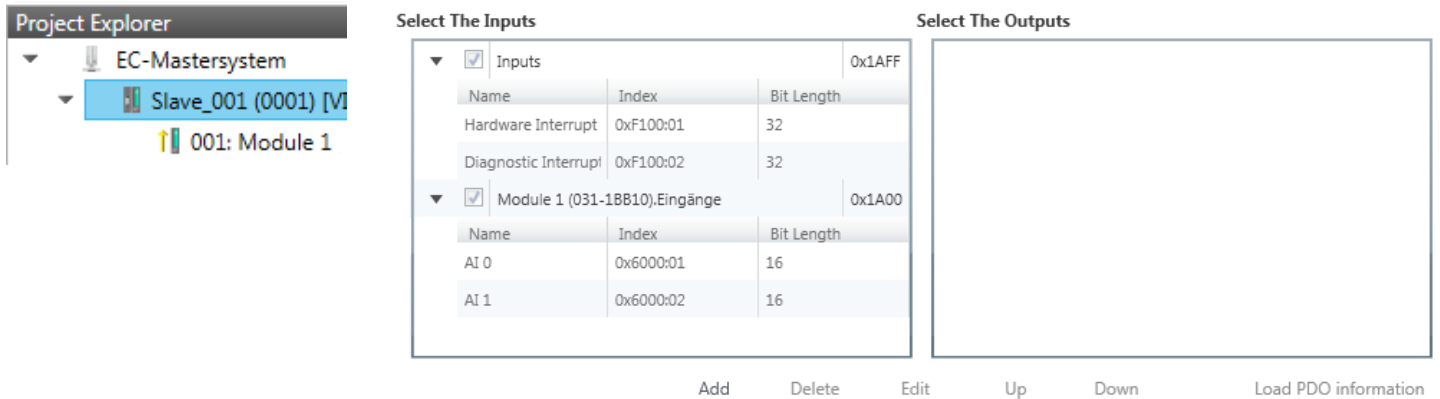 Project Explorer
EC-Mastersystem
Slave_001 (0001) [VI
001: Module 1
Select The Inputs
Inputs 0x1AFF
Name Index Bit Length
Hardware Interrupt 0xF100:01 32
Diagnostic Interrupt 0xF100:02 32
Module 1 (031-1BB10).Eingänge 0x1A00
Name Index Bit Length
AI 0 0x6000:01 16
AI 1 0x6000:02 16
Select The Outputs
Add Delete Edit Up Down Load PDO information